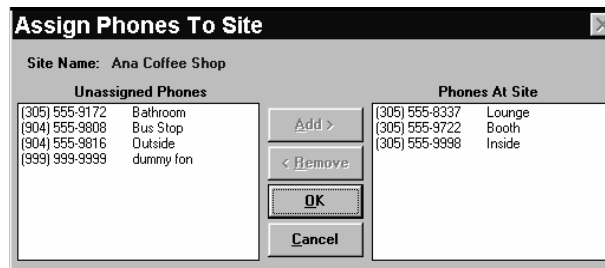 Assign Phones To Site
Site Name: Ana Coffee Shop
Unassigned Phones
(305) 555-9172 Bathroom
(904) 555-9808 Bus Stop
(904) 555-9816 Outside
(999) 999-9999 dummy fon
Add >
< Remove
OK
Cancel
Phones At Site
(305) 555-8337 Lounge
(305) 555-9722 Booth
(305) 555-9998 Inside